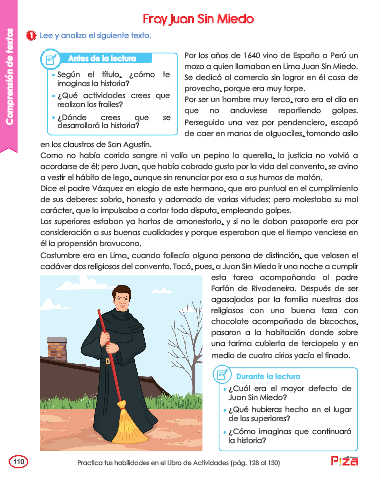 Comprensión de textos
Fray Juan Sin Miedo
1 Lee y analiza el siguiente texto.
Antes de la lectura
Según el título, ¿cómo te
imaginas la historia?
¿Qué actividades crees que
realizan los frailes?
¿Dónde crees que se
desarrollará la historia?
Por los años de 1640 vino de España a Perú un
mozo a quien llamaban en Lima Juan Sin Miedo.
Se dedicó al comercio sin lograr en él cosa de
provecho, porque era muy torpe.
Por ser un hombre muy terco, raro era el día en
que no anduviese repartiendo golpes.
Perseguido una vez por pendenciero, escapó
de caer en manos de alguaciles, tomando asilo
en los claustros de San Agustín.
Como no había corrido sangre ni valía un pepino la querella, la justicia no volvió a
acordarse de él; pero Juan, que había cobrado gusto por la vida del convento, se avino
a vestir el hábito de lego, aunque sin renunciar por eso a sus humos de matón.
Dice el padre Vázquez en elogio de este hermano, que era puntual en el cumplimiento
de sus deberes: sobrio, honesto y adornado de varias virtudes; pero molestaba su mal
carácter, que lo impulsaba a cortar toda disputa, empleando golpes.
Los superiores estaban ya hartos de amonestarlo, y si no le daban pasaporte era por
consideración a sus buenas cualidades y porque esperaban que el tiempo venciese en
él la propensión bravucona.
Costumbre era en Lima, cuando fallecía alguna persona de distinción, que velasen el
cadáver dos religiosos del convento. Tocó, pues, a Juan Sin Miedo ir una noche a cumplir
esta tarea acompañando al padre
Farfán de Rivadeneira. Después de ser
agasajados por la familia nuestros dos
religiosos con una buena taza con
chocolate acompañado de bizcochos,
pasaron a la habitación donde sobre
una tarima cubierta de terciopelo y en
medio de cuatro cirios yacía el finado.
Durante la lectura
¿Cuál era el mayor defecto de
Juan Sin Miedo?
¿Qué hubieras hecho en el lugar
de los superiores?
¿Cómo imaginas que continuará
la historia?
110
Practica tus habilidades en el Libro de Actividades (pág. 128 al 130)